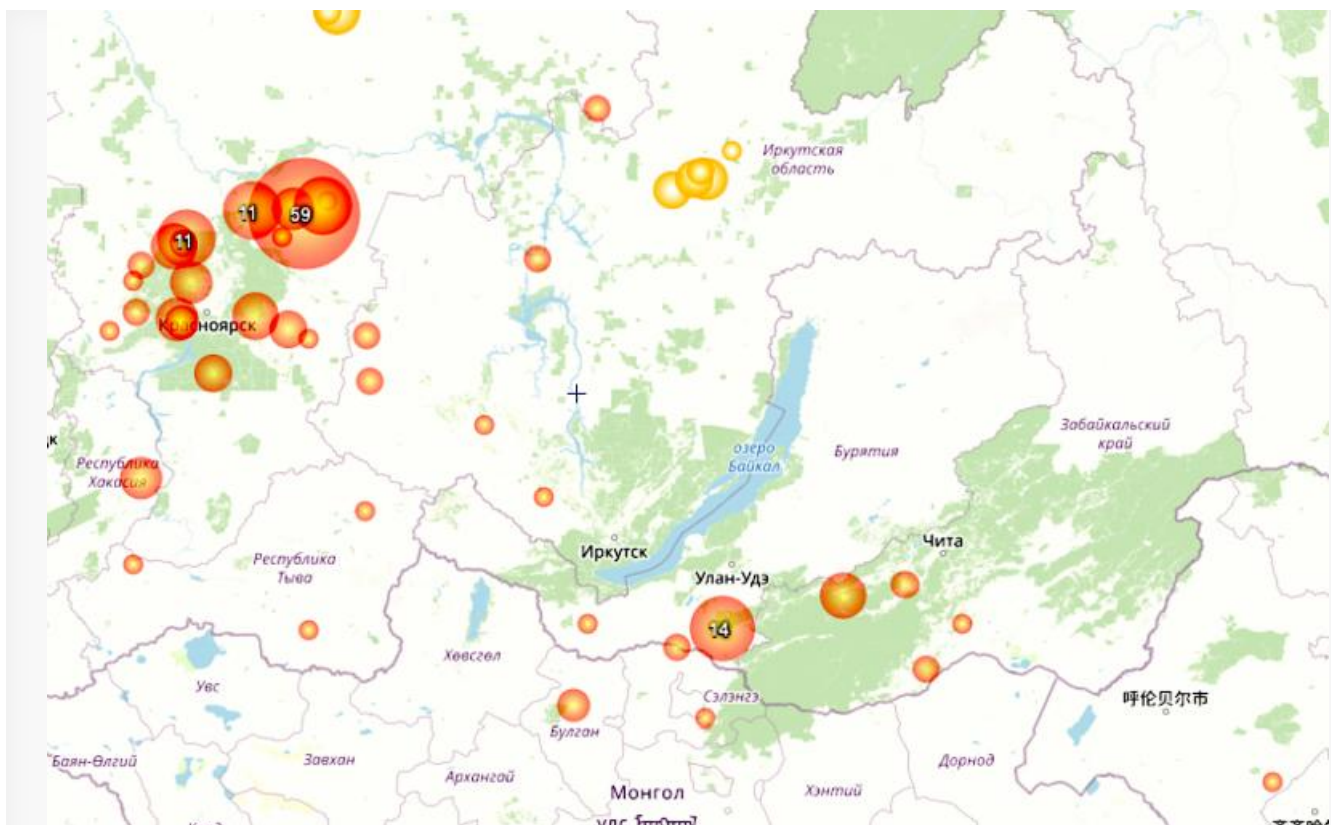 Иркутская
область
11
59
11
Красноярск
Забайкальский
край
озеро
Байкал
Бурятия
Республика
Хакасия
Чита
Иркутск
Республика
Тыва
Улан-Удэ
14
Хөвсгөл
Увс
Сэлэнгэ
呼伦贝尔市
Булган
Баян-Өлгий
Завхан
Дорнод
Архангай
Хэнтий
Монгол
улс